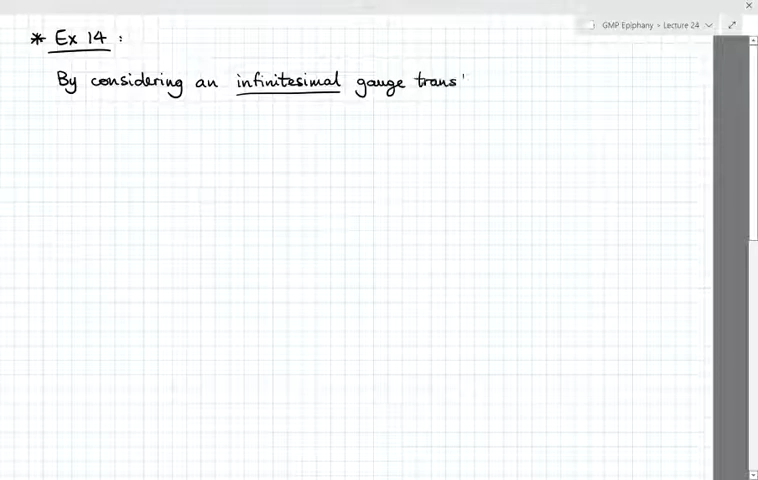 GMP Epiphany » Lecture 24
* Ex 14 :
By considering an infinitesimal gauge trans'